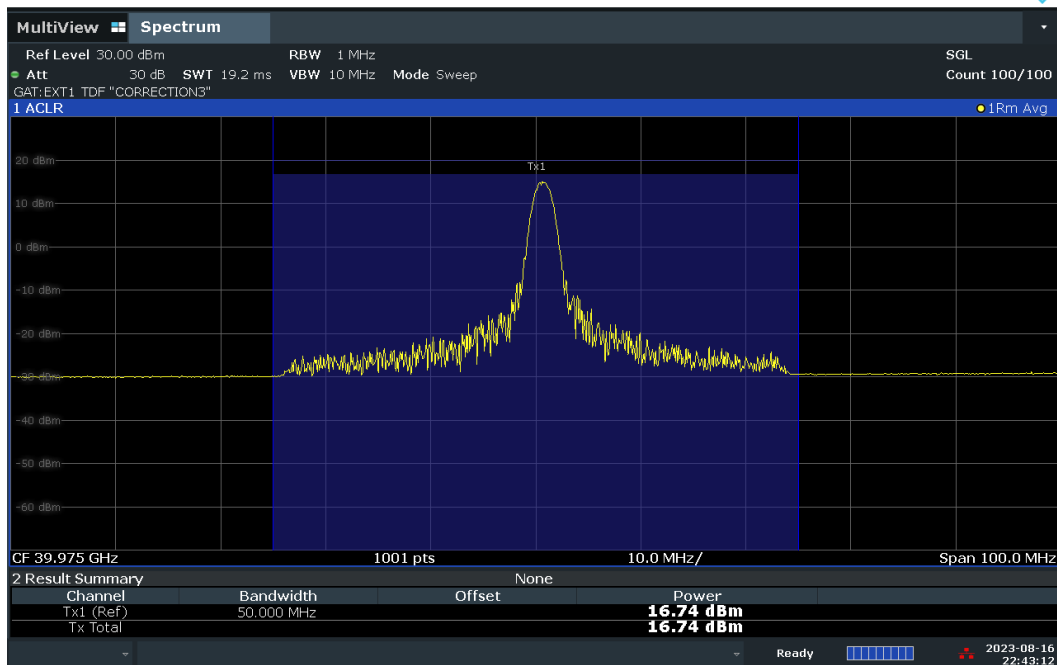 MultiView Spectrum
Ref Level 30.00 dBm RBW 1 MHz SGL
Att 30 dB SWT 19.2 ms VBW 10 MHz Mode Sweep Count 100/100
GAT:EXT1 TDF "CORRECTION3"
1 ACLR 1Rm Avg
20 dBm
Tx1
10 dBm
0 dBm
-10 dBm
-20 dBm
-30 dBm
-40 dBm
-50 dBm
-60 dBm
CF 39.975 GHz 1001 pts 10.0 MHz/ Span 100.0 MHz
2 Result Summary None
Channel Bandwidth Offset Power
Tx1 (Ref) 50.000 MHz 16.74 dBm
Tx Total 16.74 dBm
Ready 2023-08-16
22:43:12